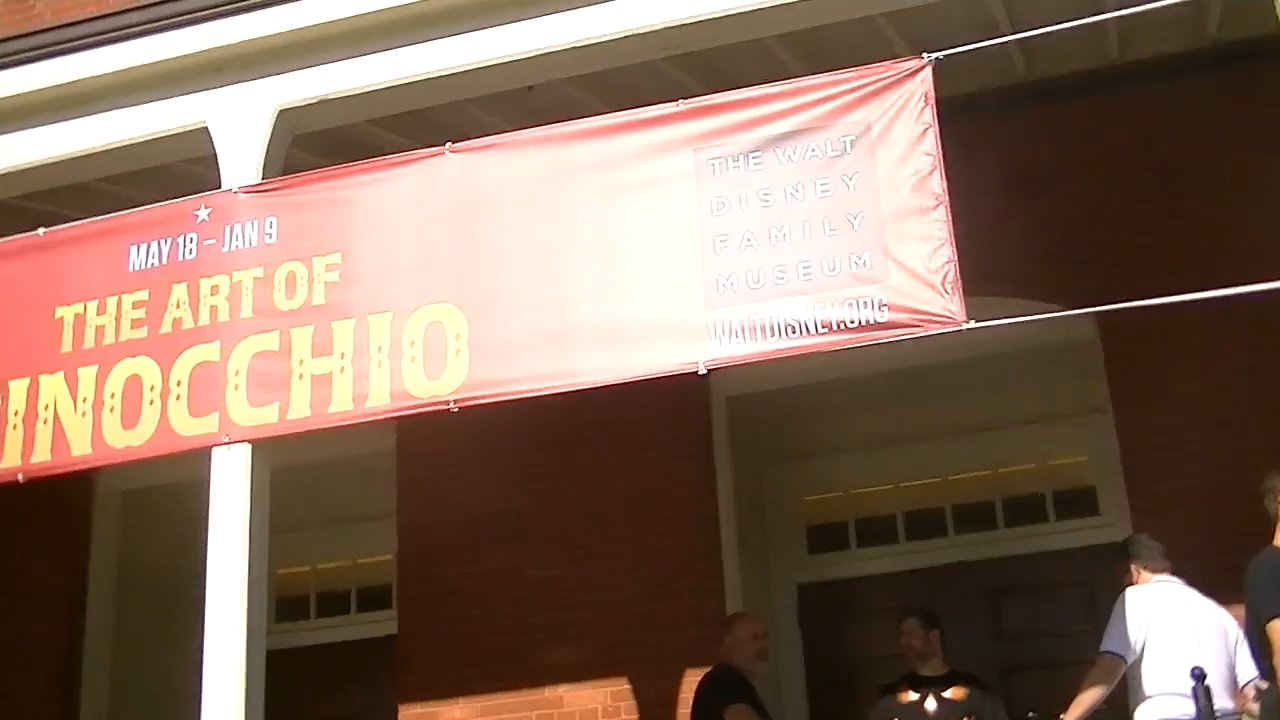 MAY 18 – JAN 9
THE ART OF
INOCCHIO
THE WALT
DISNEY
FAMILY
MUSEUM
WALTDISNEY.ORG